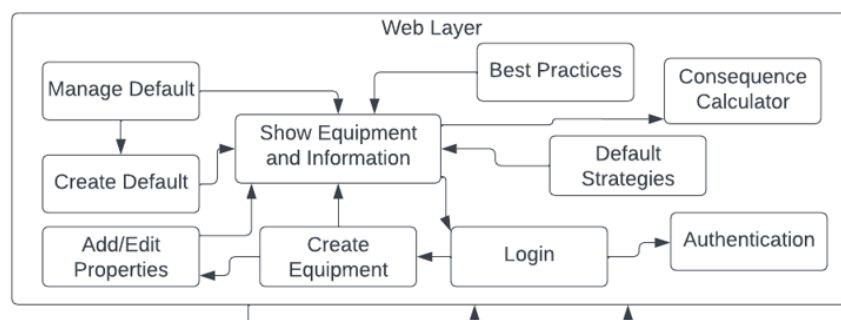 Web Layer
Manage Default
Best Practices
Consequence
Calculator
Show Equipment
and Information
Default
Strategies
Create Default
Add/Edit
Properties
Create
Equipment
Login
Authentication